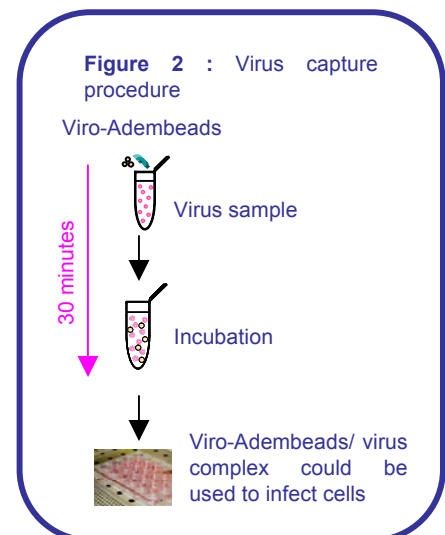 Figure 2 : Virus capture
procedure
Viro-Adembeads
Virus sample
30 minutes
Incubation
Viro-Adembeads/ virus
complex could be
used to infect cells